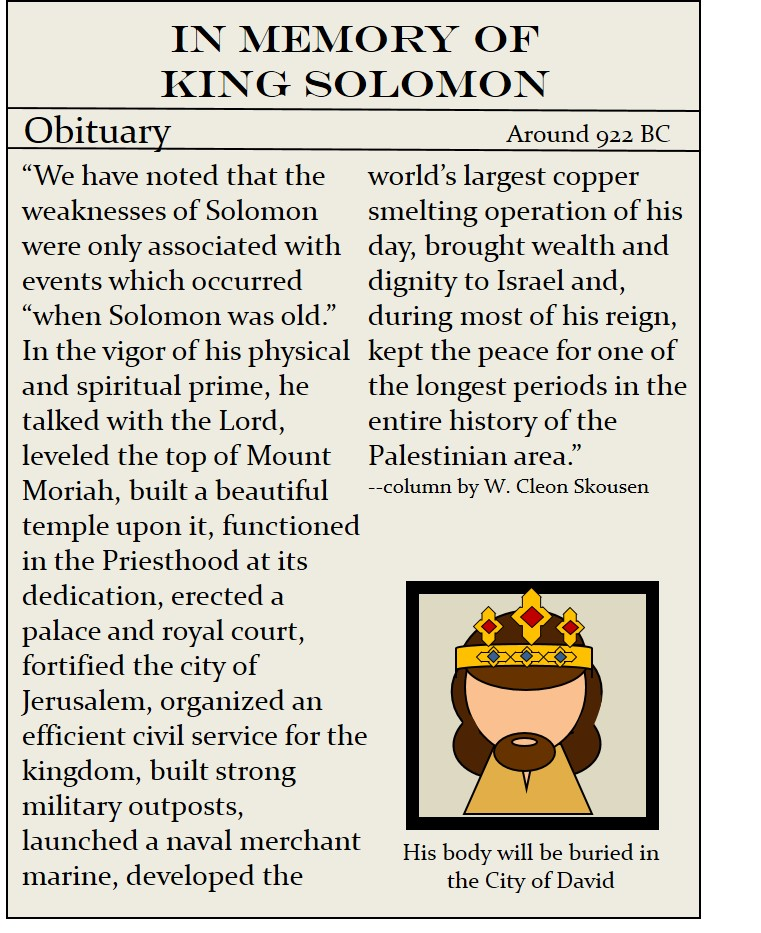 IN MEMORY OF
KING SOLOMON
Obituary
Around 922 BC
“We have noted that the
weaknesses of Solomon
were only associated with
events which occurred
“when Solomon was old.”
In the vigor of his physical
and spiritual prime, he
talked with the Lord,
leveled the top of Mount
Moriah, built a beautiful
temple upon it, functioned
in the Priesthood at its
dedication, erected a
palace and royal court,
fortified the city of
Jerusalem, organized an
efficient civil service for the
kingdom, built strong
military outposts,
launched a naval merchant
marine, developed the
world’s largest copper
smelting operation of his
day, brought wealth and
dignity to Israel and,
during most of his reign,
kept the peace for one of
the longest periods in the
entire history of the
Palestinian area.”
--column by W. Cleon Skousen
His body will be buried in
the City of David